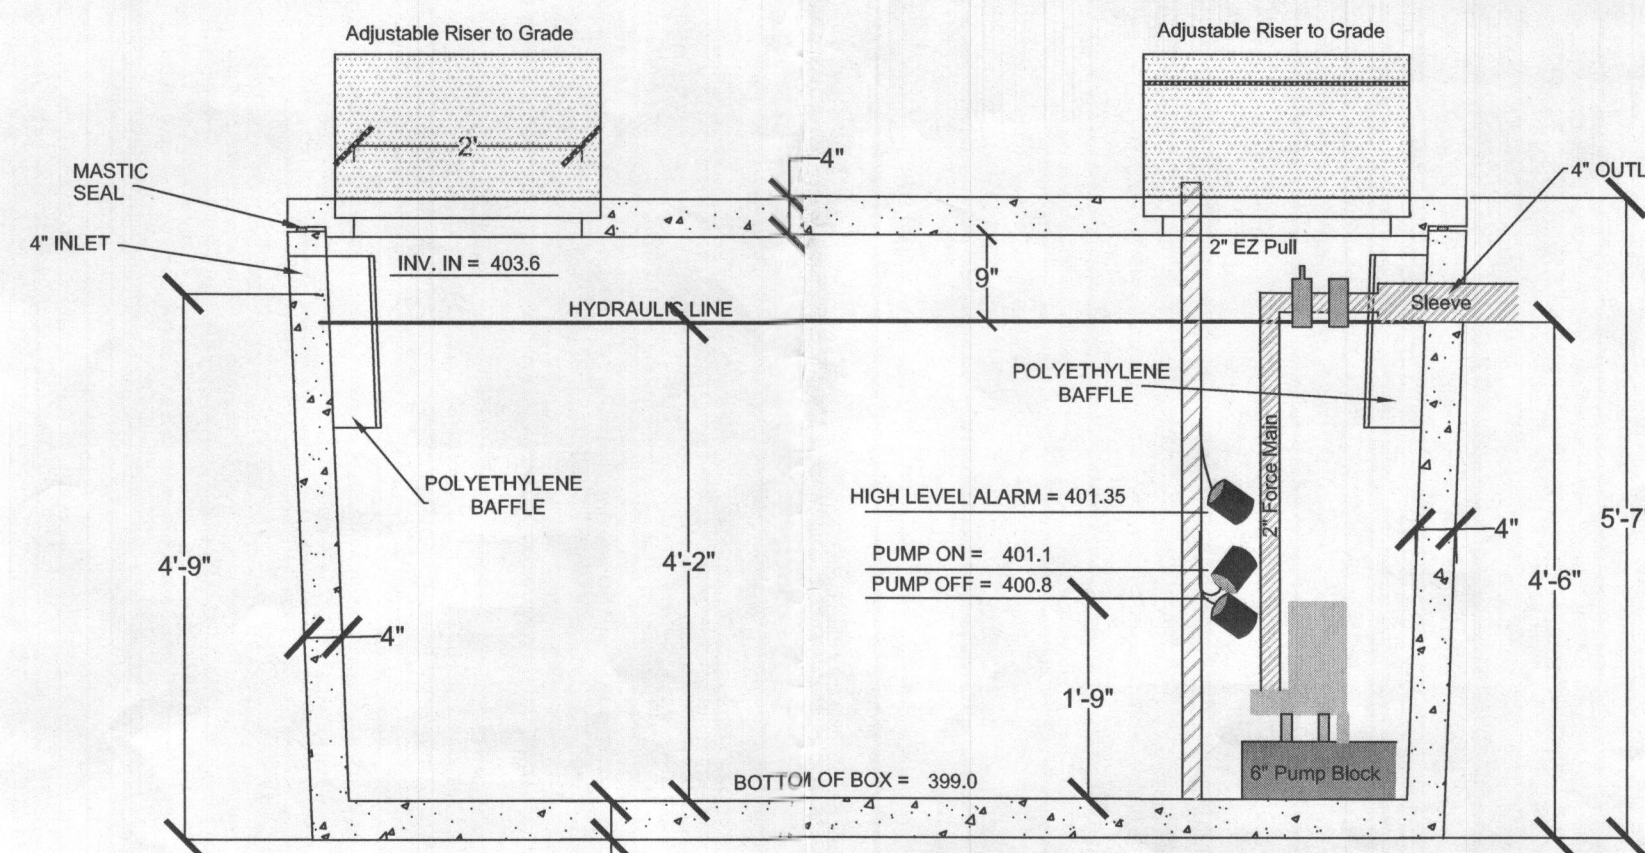 Adjustable Riser to Grade
Adjustable Riser to Grade
2'
4"
MASTIC
SEAL
4" OUTL
4" INLET
INV. IN = 403.6
2" EZ Pull
9"
HYDRAULIC LINE
Sleeve
POLYETHYLENE
BAFFLE
2" Force Main
POLYETHYLENE
BAFFLE
HIGH LEVEL ALARM = 401.35
4"
5'-7"
PUMP ON = 401.1
PUMP OFF = 400.8
4'-9"
4'-2"
4'-6"
4"
1'-9"
BOTTOM OF BOX = 399.0
6" Pump Block